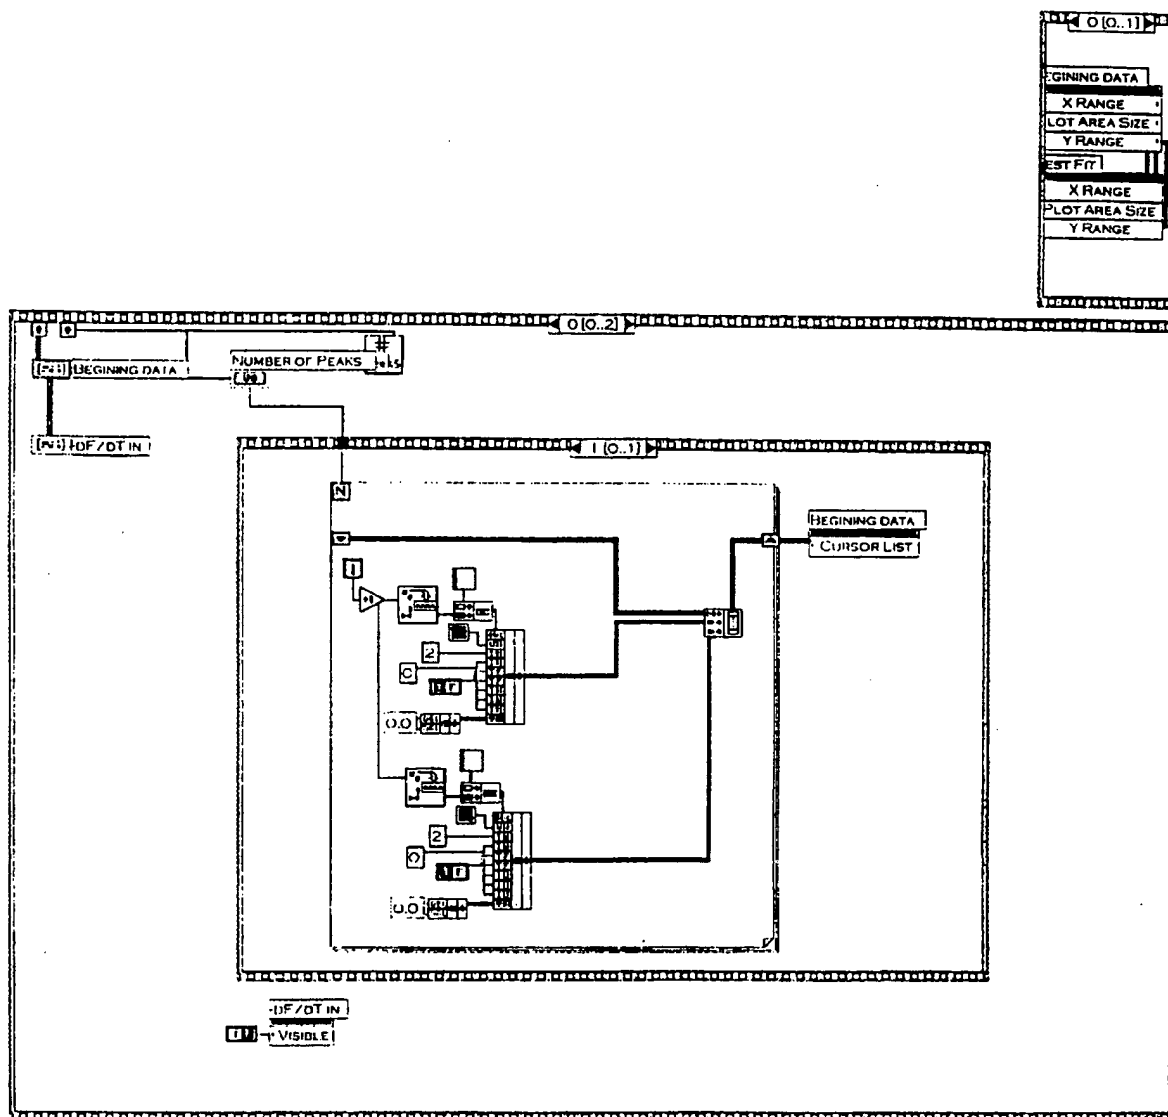 0 [0..1]
EGINING DATA
X RANGE
LOT AREA SIZE
Y RANGE
EST FIT
X RANGE
PLOT AREA SIZE
Y RANGE
0 [0..2]
#
NUMBER OF PEAKS
eaks
BEGINING DATA
-DF/DT IN
1 [0..1]
N
BEGINING DATA
CURSOR LIST
I
+1
2
0
F
0.0
2
0
F
0.0
-DF/DT IN
VISIBLE